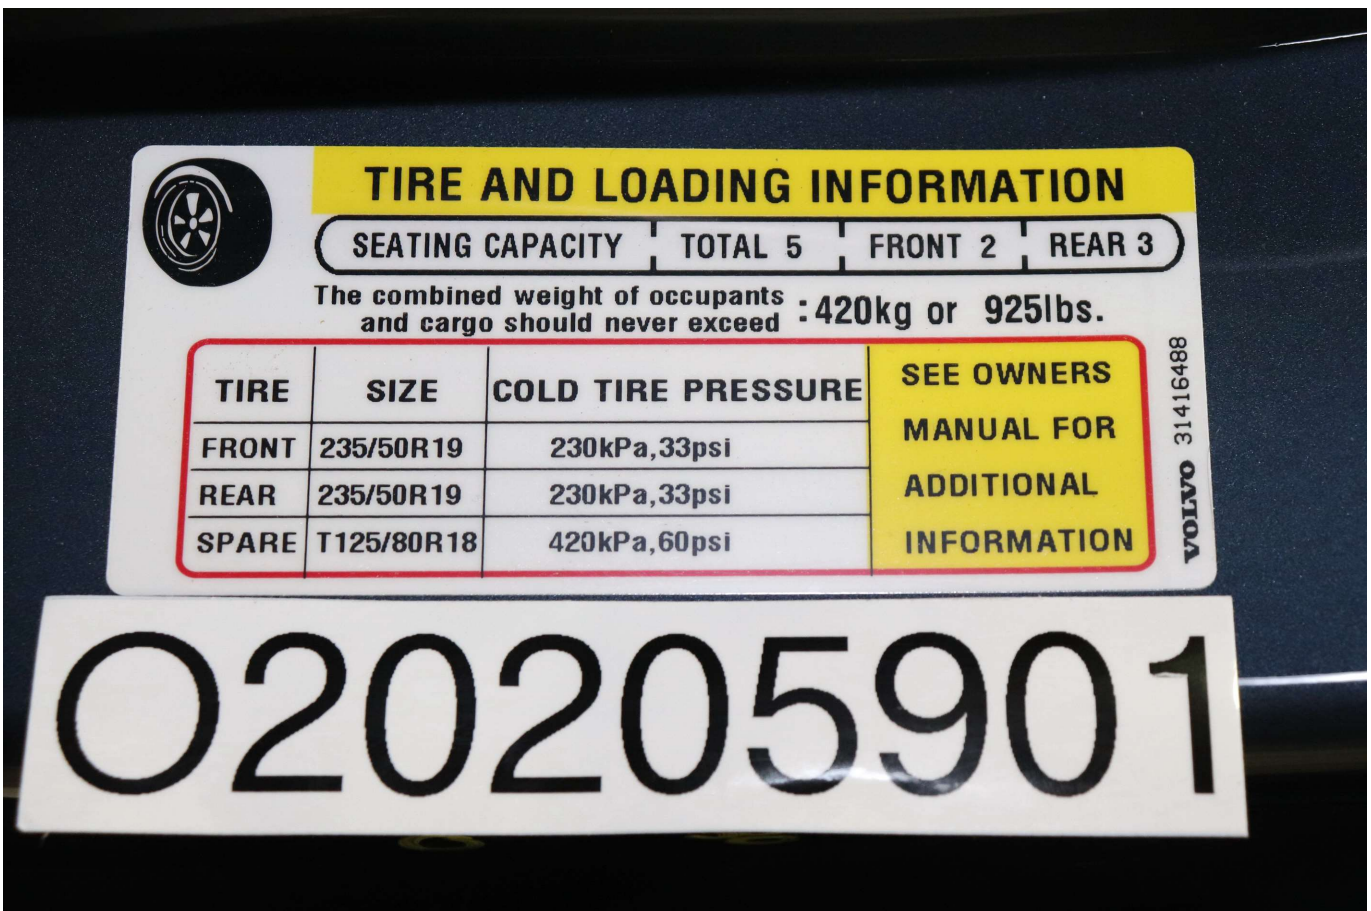 TIRE AND LOADING INFORMATION
SEATING CAPACITY TOTAL 5 FRONT 2 REAR 3
The combined weight of occupants
and cargo should never exceed : 420kg or 925lbs.
TIRE SIZE COLD TIRE PRESSURE
FRONT 235/50R19 230kPa,33psi
REAR 235/50R19 230kPa,33psi
SPARE T125/80R18 420kPa,60psi
SEE OWNERS
MANUAL FOR
ADDITIONAL
INFORMATION
VOLVO 31416488
O20205901